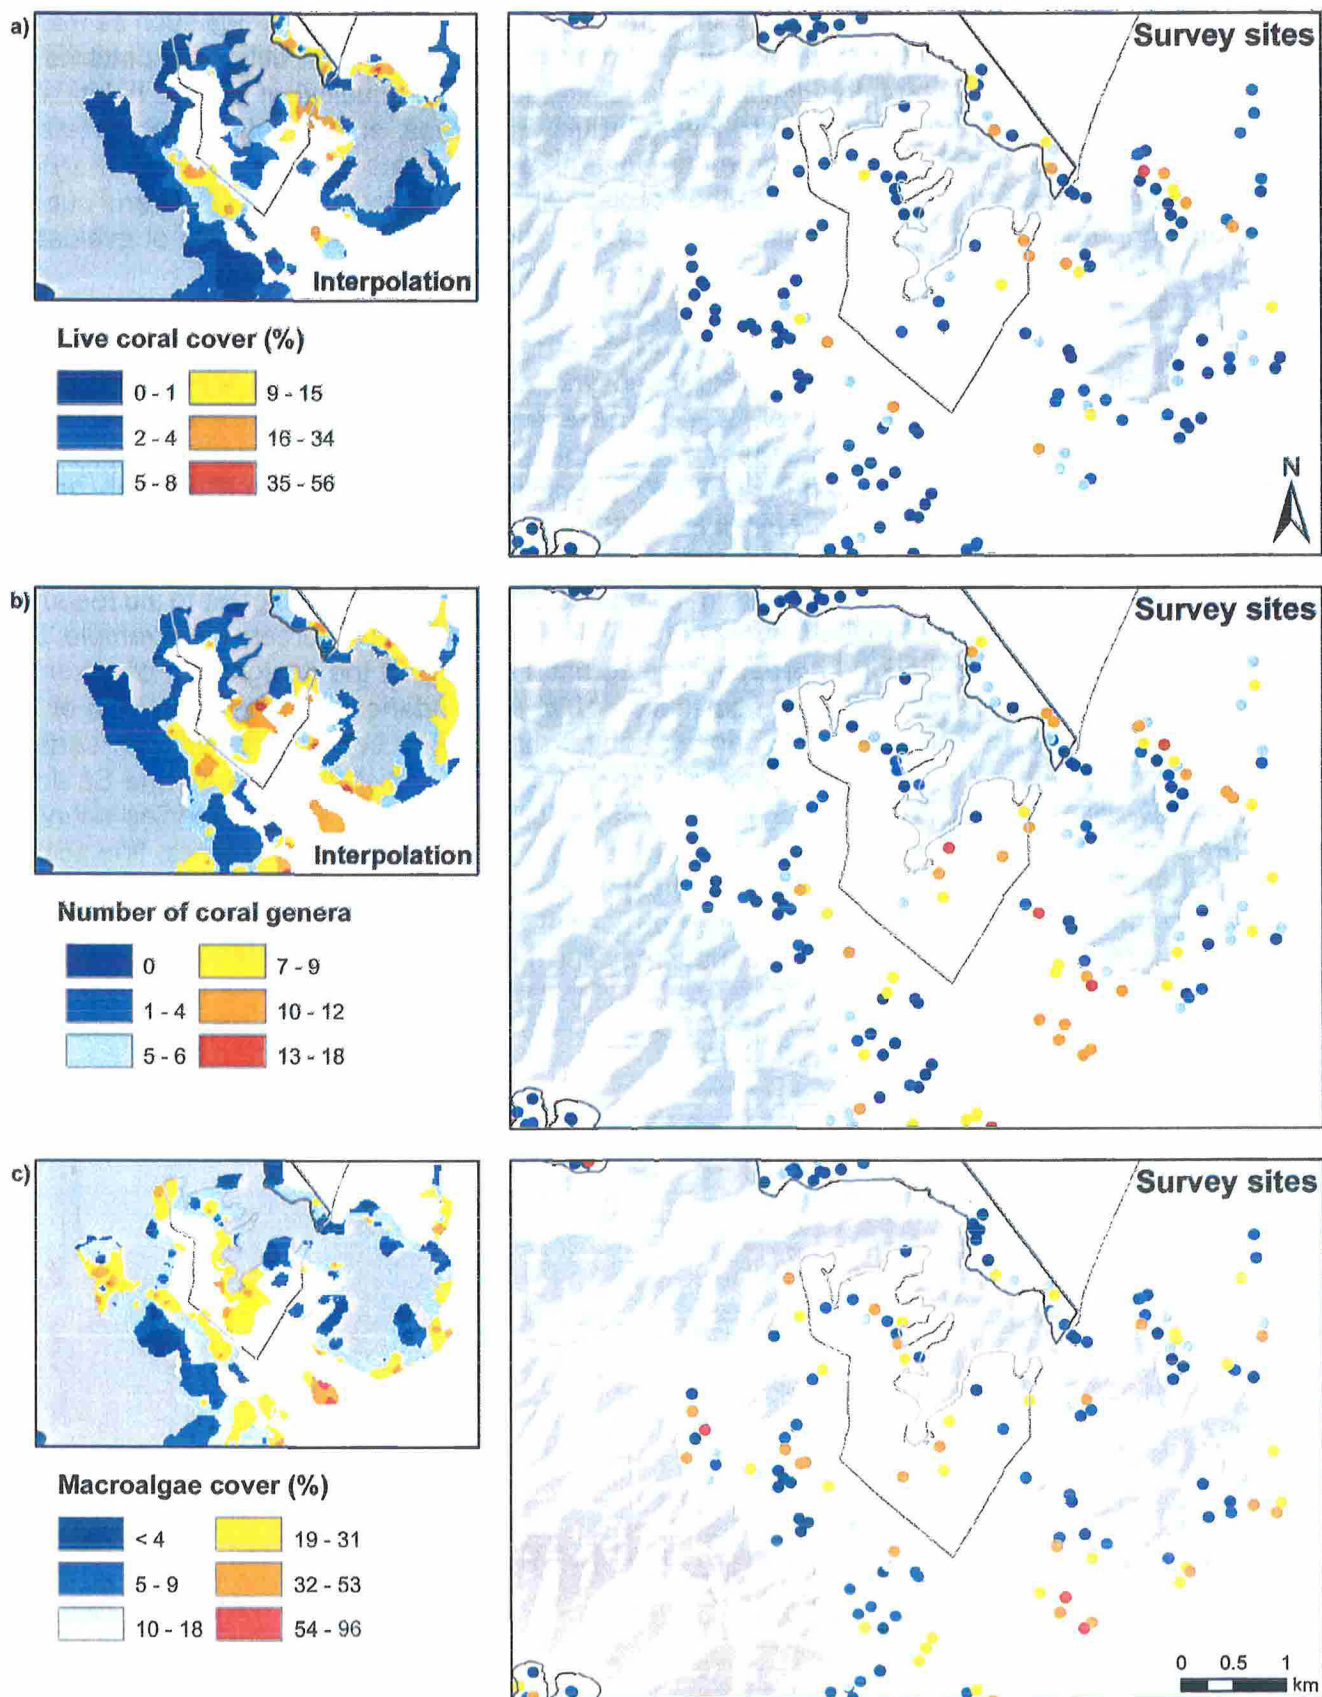 a)
Survey sites
Interpolation
Live coral cover (%)
0 - 1
9 - 15
2 - 4
16 - 34
5 - 8
35 - 56
N
b)
Survey sites
Interpolation
Number of coral genera
0
7 - 9
1 - 4
10 - 12
5 - 6
13 - 18
c)
Survey sites
Macroalgae cover (%)
< 4
19 - 31
5 - 9
32 - 53
10 - 18
54 - 96
0 0.5 1
km